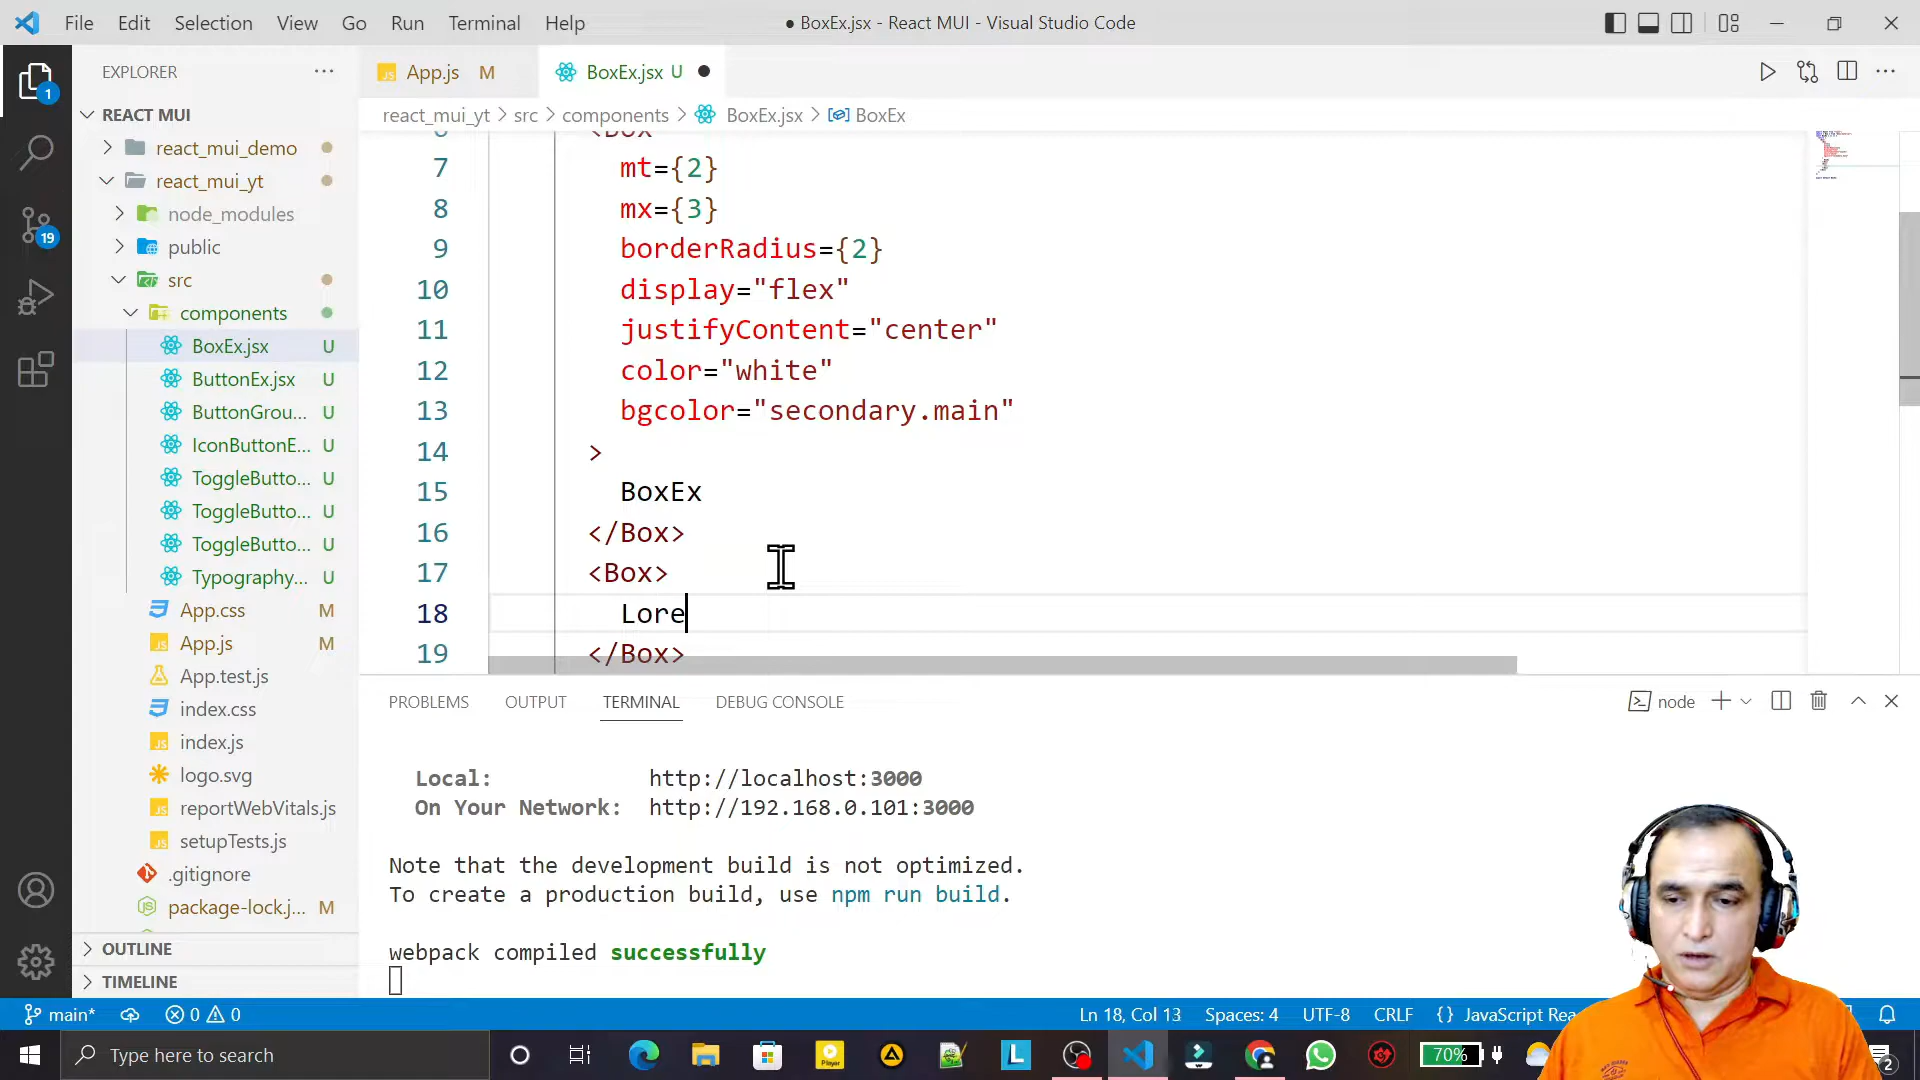 File Edit Selection View Go Run Terminal Help
● BoxEx.jsx - React MUI - Visual Studio Code
EXPLORER
App.js M
BoxEx.jsx U
REACT MUI
react_mui_yt > src > components > BoxEx.jsx > BoxEx
react_mui_demo
react_mui_yt
node_modules
public
src
components
BoxEx.jsx U
ButtonEx.jsx U
ButtonGrou... U
IconButtonE... U
ToggleButto... U
ToggleButto... U
ToggleButto... U
Typography... U
App.css M
App.js M
App.test.js
index.css
index.js
logo.svg
reportWebVitals.js
setupTests.js
.gitignore
package-lock.j... M
OUTLINE
TIMELINE
1
19
6 <Box
7 mt={2}
8 mx={3}
9 borderRadius={2}
10 display="flex"
11 justifyContent="center"
12 color="white"
13 bgcolor="secondary.main"
14 >
15 BoxEx
16 </Box>
17 <Box>
18 Lore
19 </Box>
PROBLEMS OUTPUT TERMINAL DEBUG CONSOLE
node
Local: http://localhost:3000
On Your Network: http://192.168.0.101:3000
Note that the development build is not optimized.
To create a production build, use npm run build.
webpack compiled successfully
main* 0 0
Ln 18, Col 13 Spaces: 4 UTF-8 CRLF {} JavaScript Rea
Type here to search
70%
2